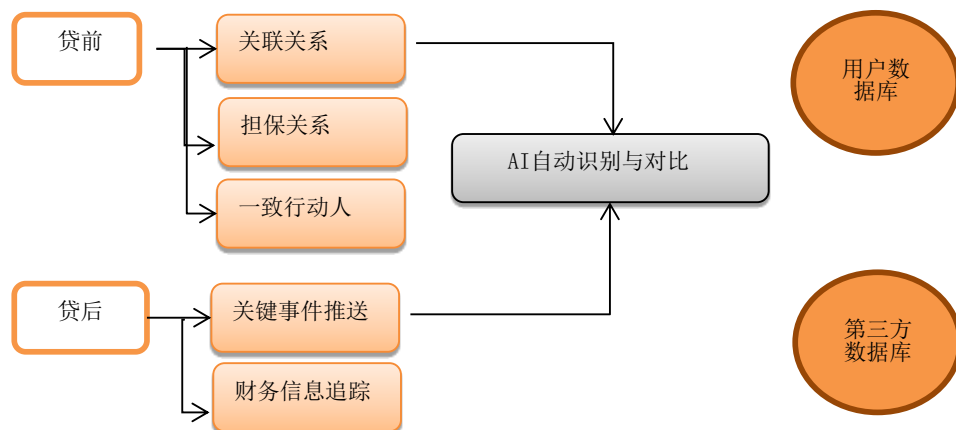 贷前
关联关系
担保关系
一致行动人
AI自动识别与对比
用户数
据库
贷后
关键事件推送
财务信息追踪
第三方
数据库